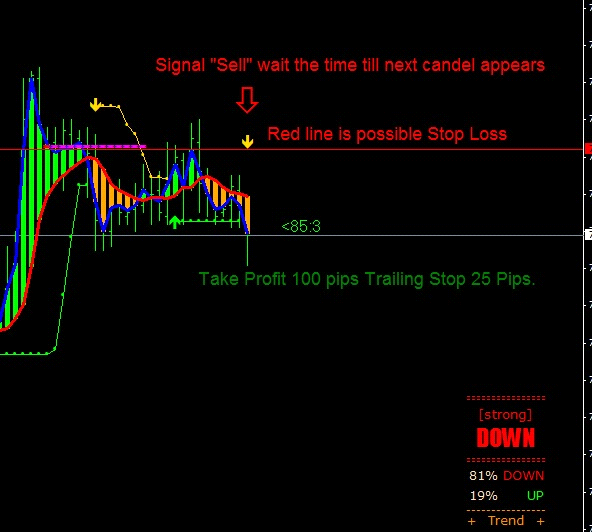 Signal "Sell" wait the time till next candel appears
Red line is possible Stop Loss
<85:3
Take Profit 100 pips Trailing Stop 25 Pips.
[strong]
DOWN
81% DOWN
19% UP
+ Trend +